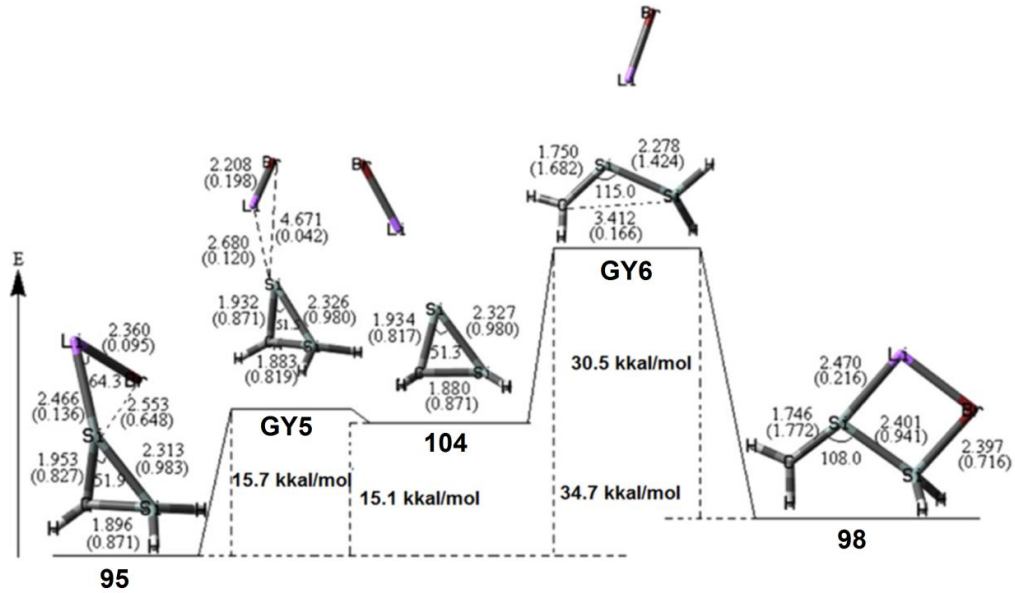 Br
Li
2.208
(0.198)
Br
Br
Li
4.671
(0.042)
Li
2.680
(0.120)
Si
1.932
(0.871)
2.326
(0.980)
C
Si
H
H
H
1.883
(0.819)
GY5
15.7 kkal/mol
1.934
(0.817)
Si
2.327
(0.980)
51.3
C
Si
H
H
1.880
(0.871)
104
15.1 kkal/mol
1.750
(1.682)
Si
2.278
(1.424)
H
H
C
115.0
3.412
(0.166)
H
H
GY6
30.5 kkal/mol
34.7 kkal/mol
E
Li
2.360
(0.095)
64.3
Br
2.466
(0.136)
2.553
(0.648)
Si
1.953
(0.827)
2.313
(0.983)
51.9
C
Si
H
H
H
1.896
(0.871)
95
Li
2.470
(0.216)
Br
1.746
(1.772)
Si
2.401
(0.941)
2.397
(0.716)
108.0
H
C
Si
H
H
H
98